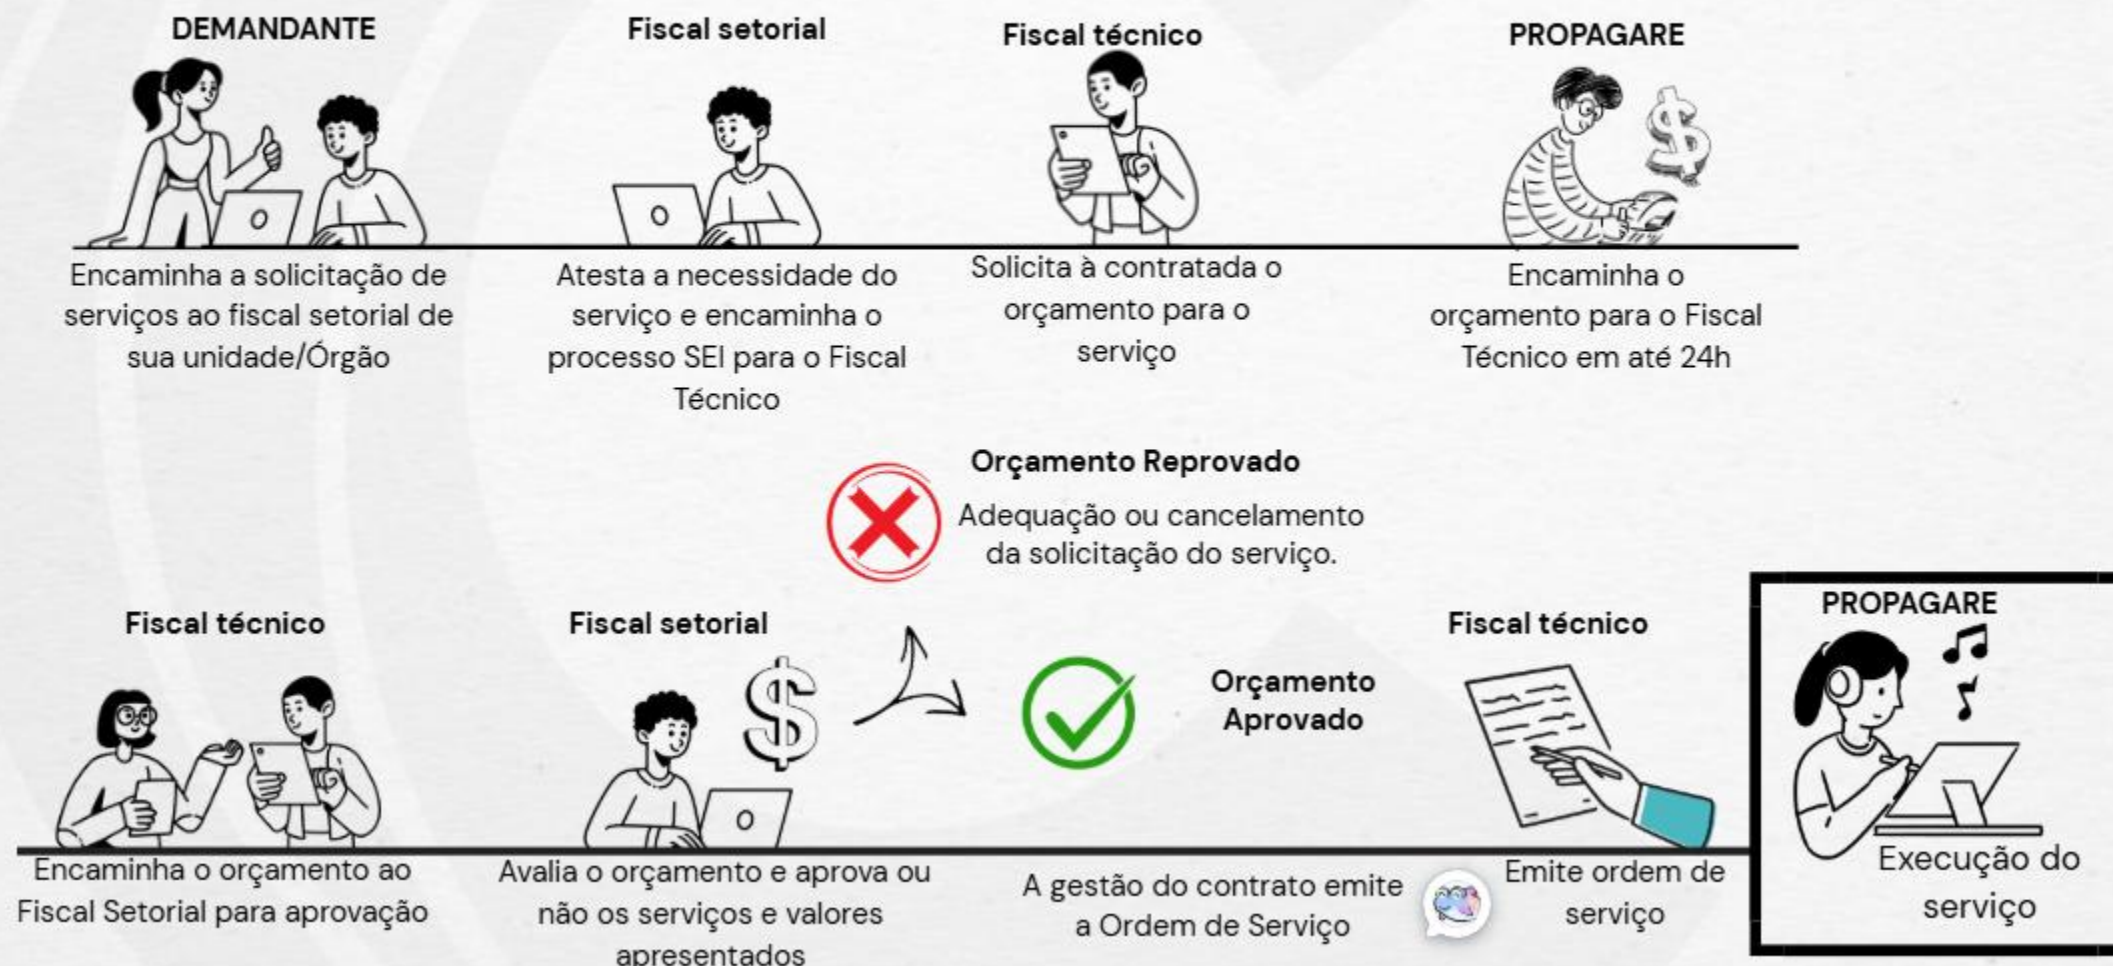 DEMANDANTE
Encaminha a solicitação de
serviços ao fiscal setorial de
sua unidade/Órgão
Fiscal setorial
Atesta a necessidade do
serviço e encaminha o
processo SEI para o Fiscal
Técnico
Fiscal técnico
Solicita à contratada o
orçamento para o
serviço
PROPAGARE
Encaminha o
orçamento para o Fiscal
Técnico em até 24h
Fiscal técnico
Encaminha o orçamento ao
Fiscal Setorial para aprovação
Fiscal setorial
Avalia o orçamento e aprova ou
não os serviços e valores
apresentados
Orçamento Reprovado
Adequação ou cancelamento
da solicitação do serviço.
Orçamento
Aprovado
A gestão do contrato emite
a Ordem de Serviço
Fiscal técnico
Emite ordem de
serviço
PROPAGARE
Execução do
serviço